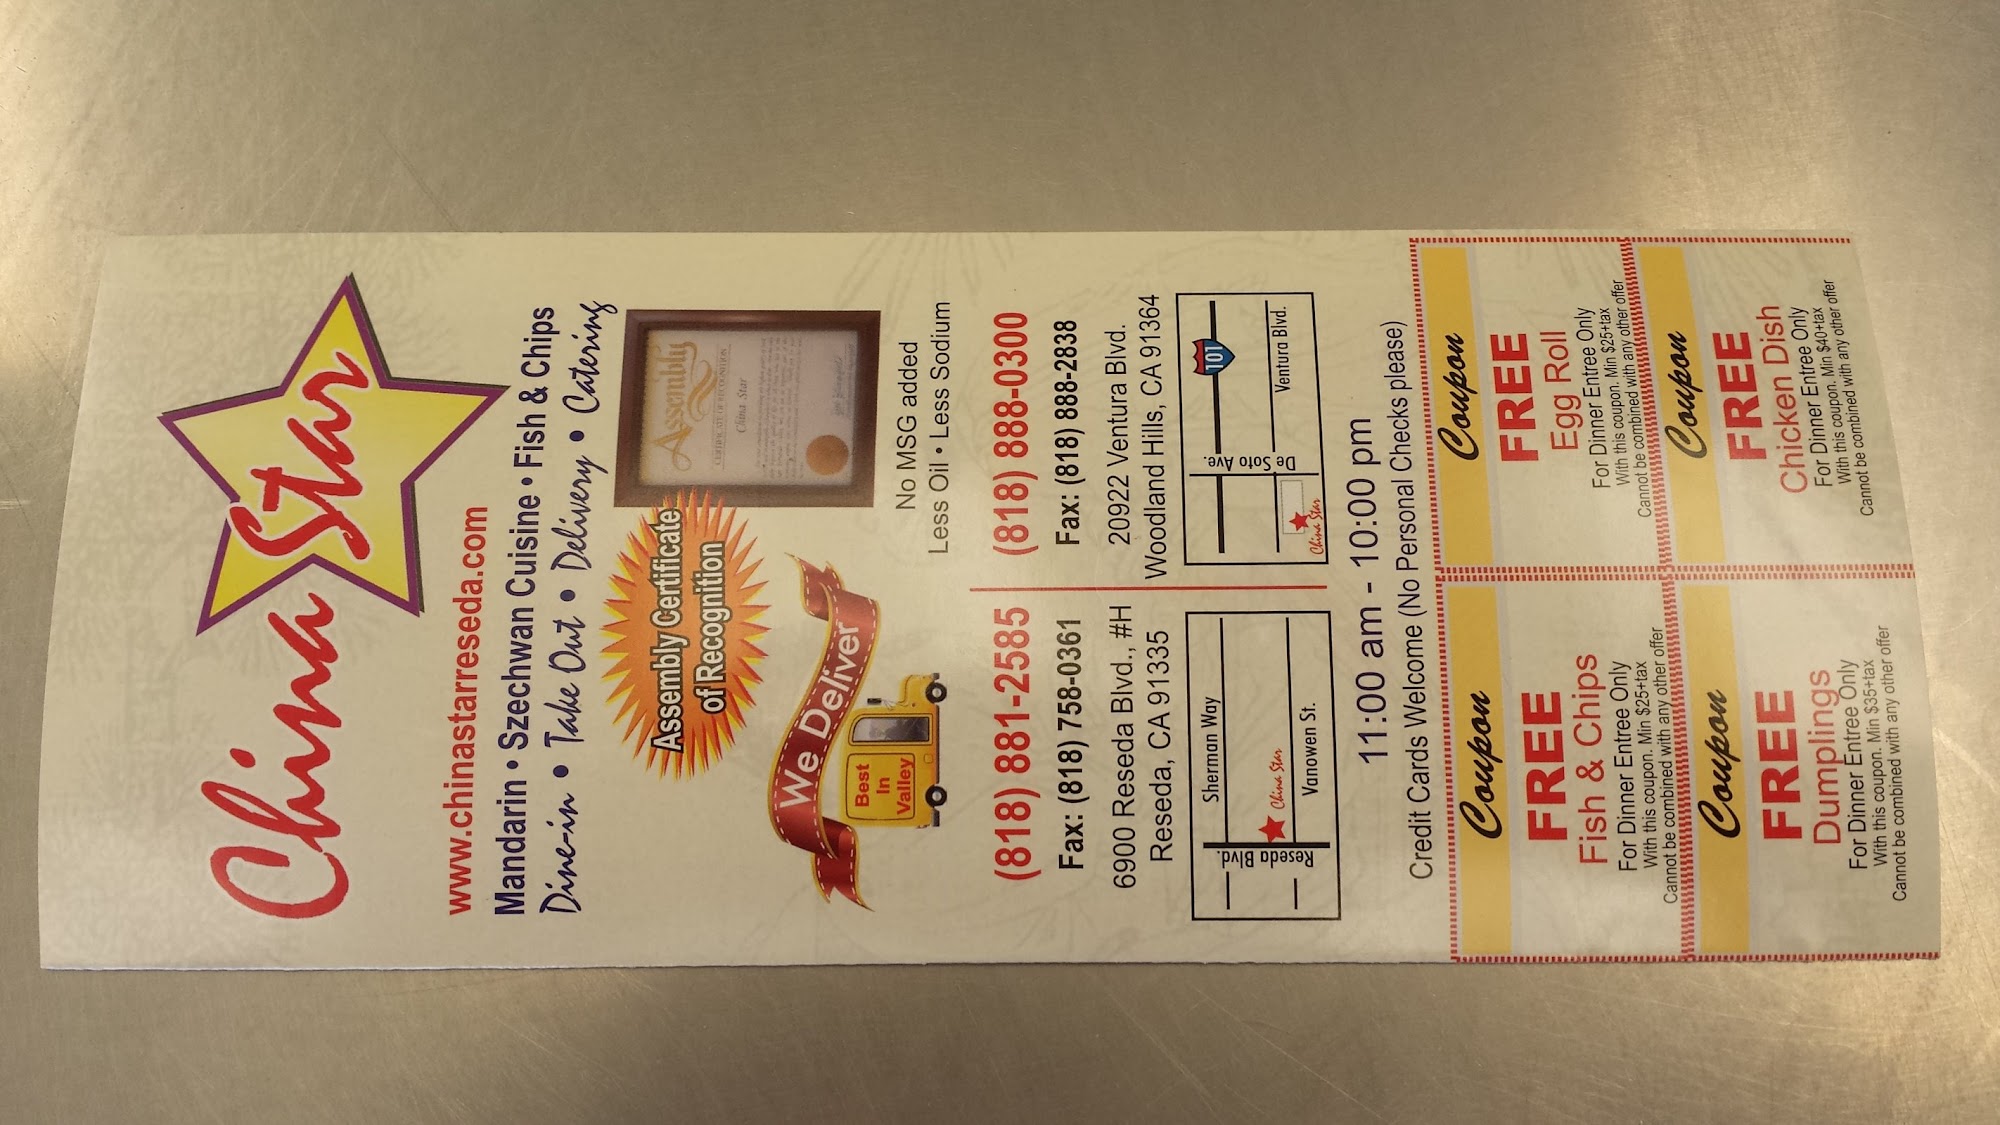 China Star
www.chinastarreseda.com
Mandarin • Szechwan Cuisine • Fish & Chips
Dine-in • Take Out • Delivery • Catering
Assembly Certificate
of Recognition
Assembly
CERTIFICATE OF RECOGNITION
China Star
We Deliver
Best
In
Valley
No MSG added
Less Oil • Less Sodium
(818) 881-2585
Fax: (818) 758-0361
6900 Reseda Blvd., #H
Reseda, CA 91335
Sherman Way
China Star
Vanowen St.
Reseda Blvd.
(818) 888-0300
Fax: (818) 888-2838
20922 Ventura Blvd.
Woodland Hills, CA 91364
101
De Soto Ave.
Ventura Blvd.
China Star
11:00 am - 10:00 pm
Credit Cards Welcome (No Personal Checks please)
Coupon
FREE
Fish & Chips
For Dinner Entree Only
With this coupon. Min $25+tax
Cannot be combined with any other offer
Coupon
FREE
Egg Roll
For Dinner Entree Only
With this coupon. Min $25+tax
Cannot be combined with any other offer
Coupon
FREE
Dumplings
For Dinner Entree Only
With this coupon. Min $35+tax
Cannot be combined with any other offer
Coupon
FREE
Chicken Dish
For Dinner Entree Only
With this coupon. Min $40+tax
Cannot be combined with any other offer